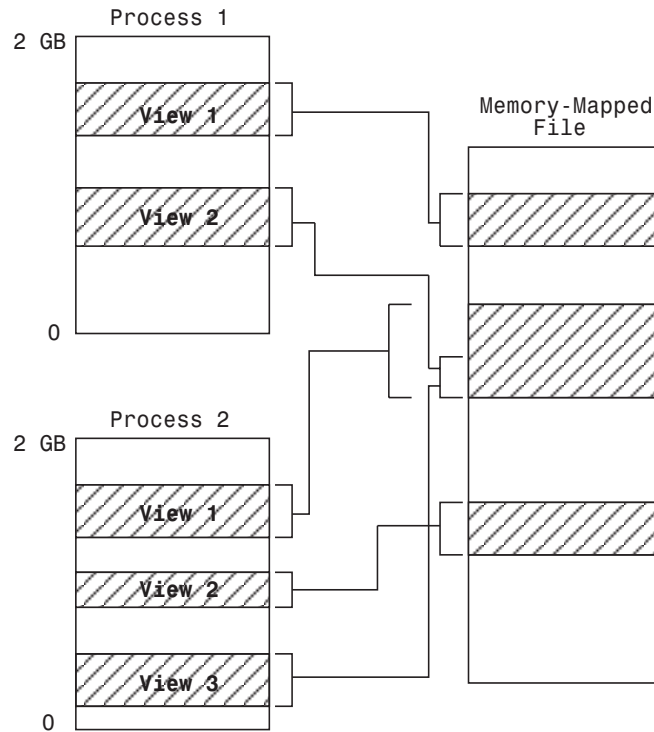 Process 1
2 GB
View 1
View 2
0
Memory-Mapped
File
Process 2
2 GB
View 1
View 2
View 3
0